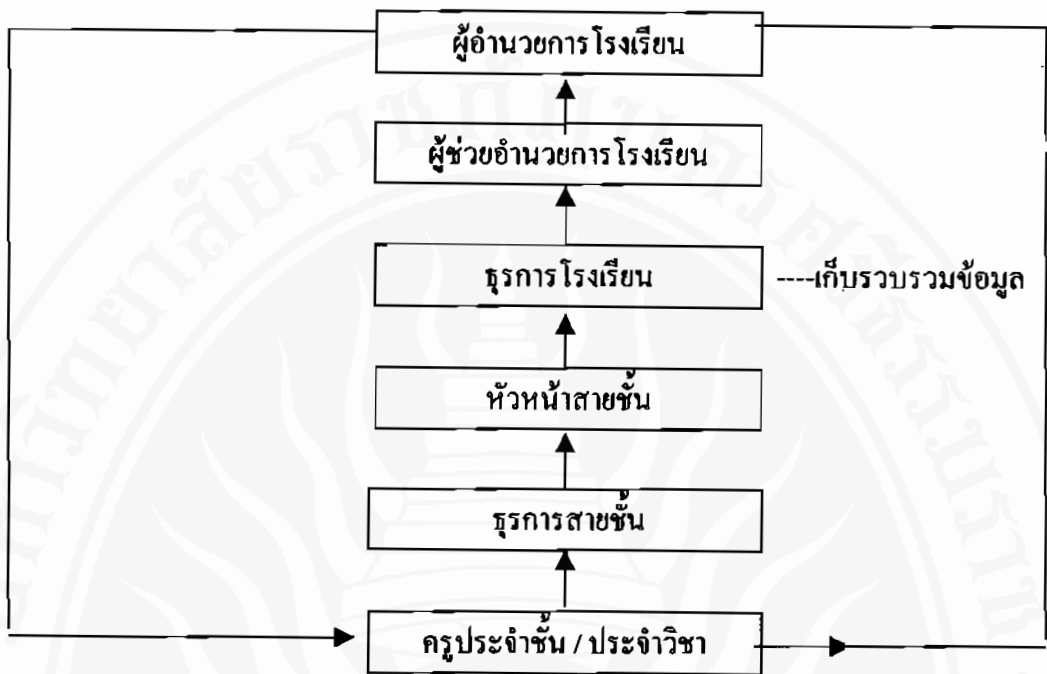 ผู้อำนวยการโรงเรียน
ผู้ช่วยอำนวยการโรงเรียน
ธุรการโรงเรียน ----เก็บรวบรวมข้อมูล
หัวหน้าสายชั้น
ธุรการสายชั้น
ครูประจำชั้น / ประจำวิชา